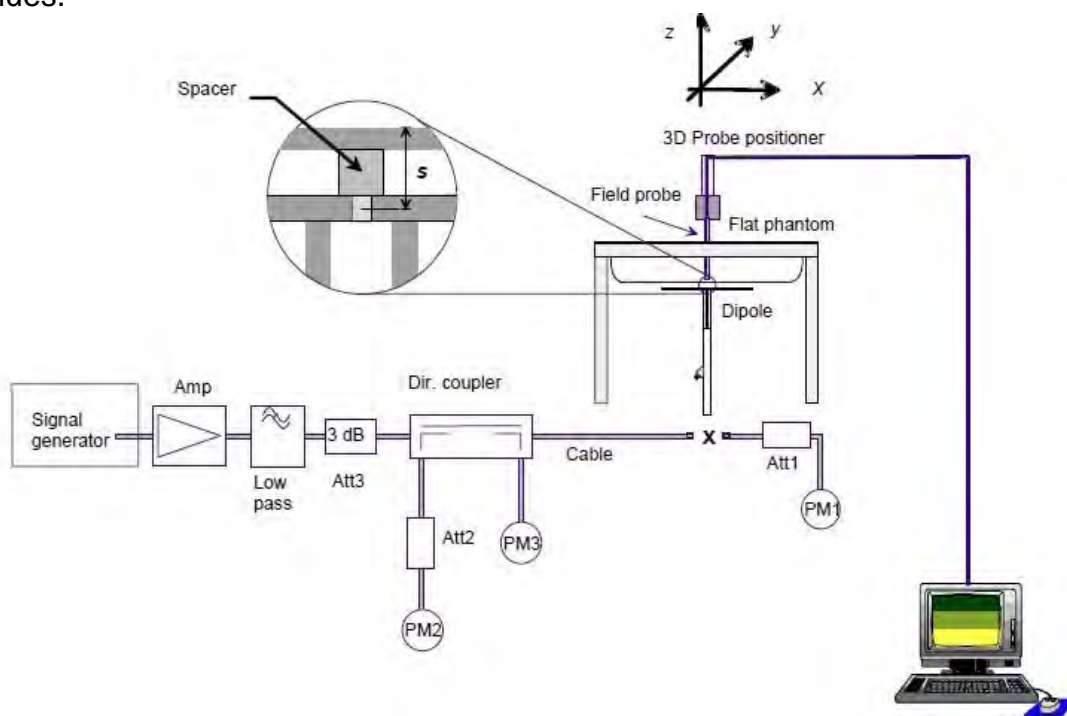 z
y
X
Spacer
s
3D Probe positioner
Field probe
Flat phantom
Dipole
Signal
generator
Amp
Low
pass
3 dB
Att3
Dir. coupler
Cable
x
Att1
PM1
Att2
PM3
PM2